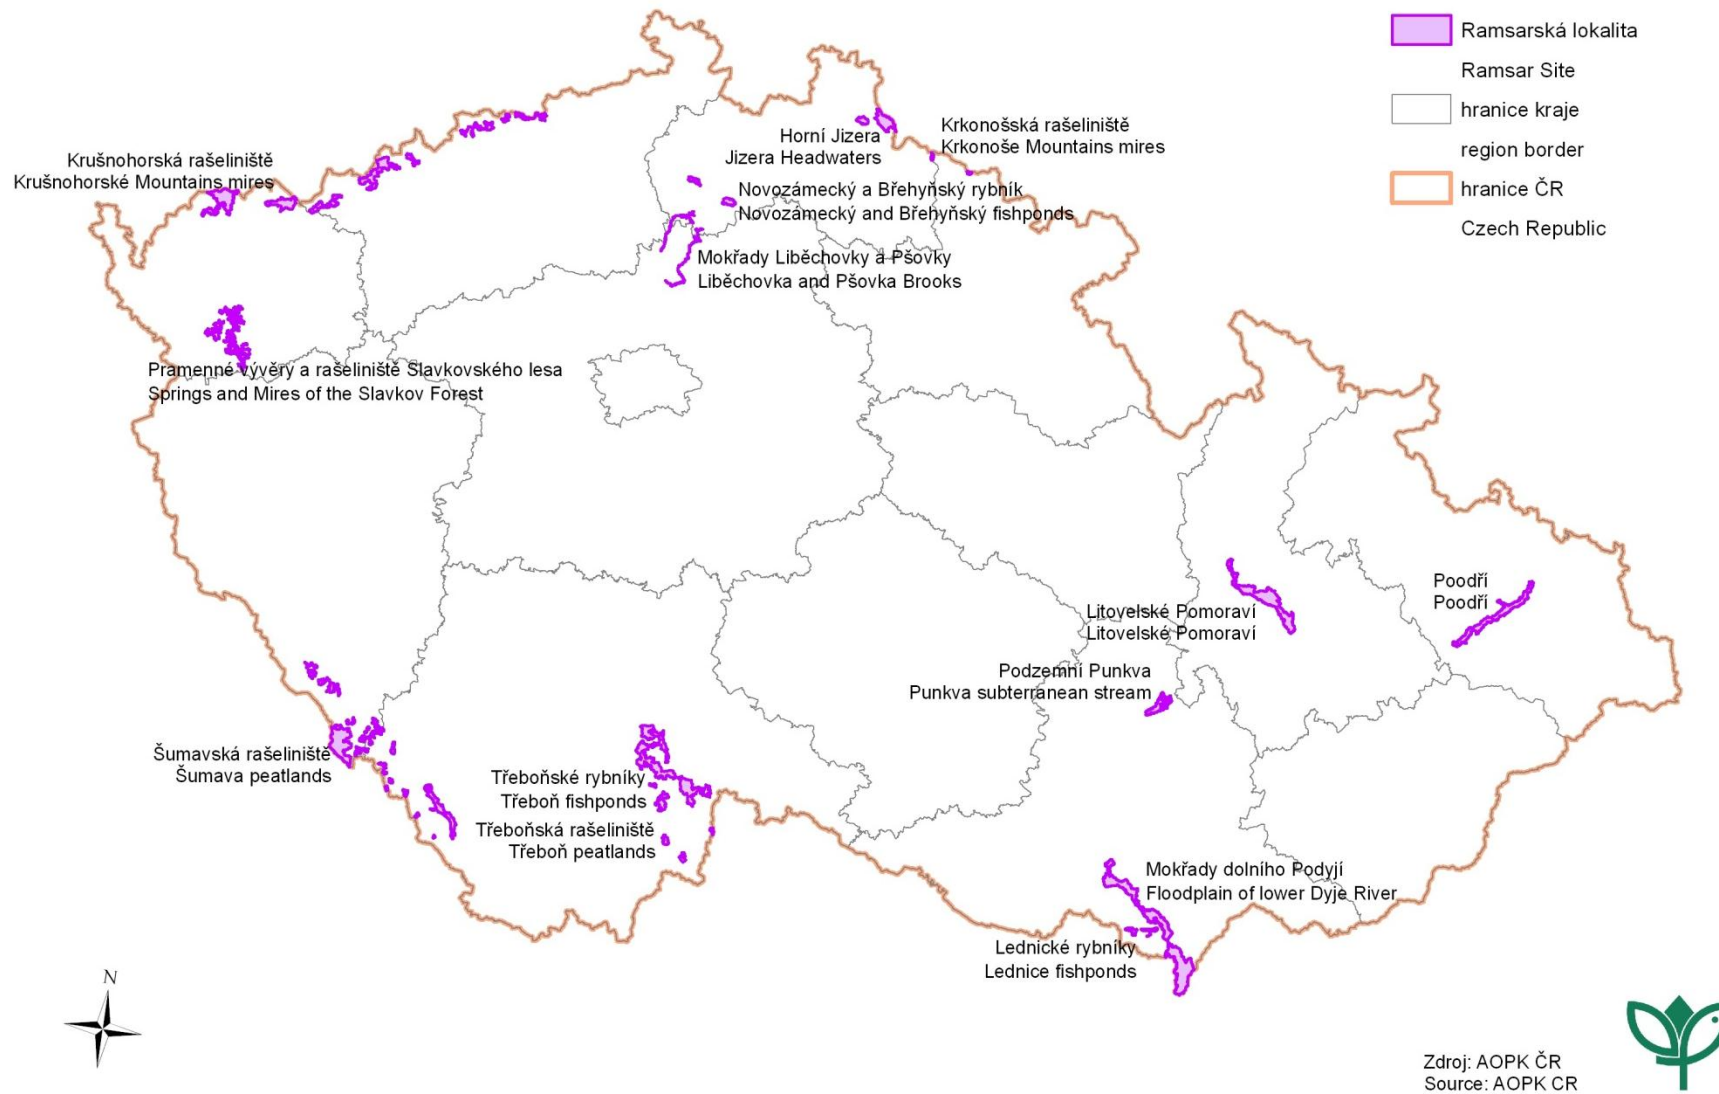 Ramsarská lokalita
Ramsar Site
hranice kraje
region border
hranice ČR
Czech Republic
Horní Jizera
Jizera Headwaters
Krkonošská rašeliniště
Krkonoše Mountains mires
Krušnohorská rašeliniště
Krušnohorské Mountains mires
Novozámecký a Břehyňský rybník
Novozámecký and Břehyňský fishponds
Mokřady Liběchovky a Pšovky
Liběchovka and Pšovka Brooks
Pramenné vývěry a rašeliniště Slavkovského lesa
Springs and Mires of the Slavkov Forest
Poodří
Poodří
Litovelské Pomoraví
Litovelské Pomoraví
Podzemní Punkva
Punkva subterranean stream
Šumavská rašeliniště
Šumava peatlands
Třeboňské rybníky
Třeboň fishponds
Třeboňská rašeliniště
Třeboň peatlands
Mokřady dolního Podyjí
Floodplain of lower Dyje River
Lednické rybníky
Lednice fishponds
N
Zdroj: AOPK ČR
Source: AOPK CR